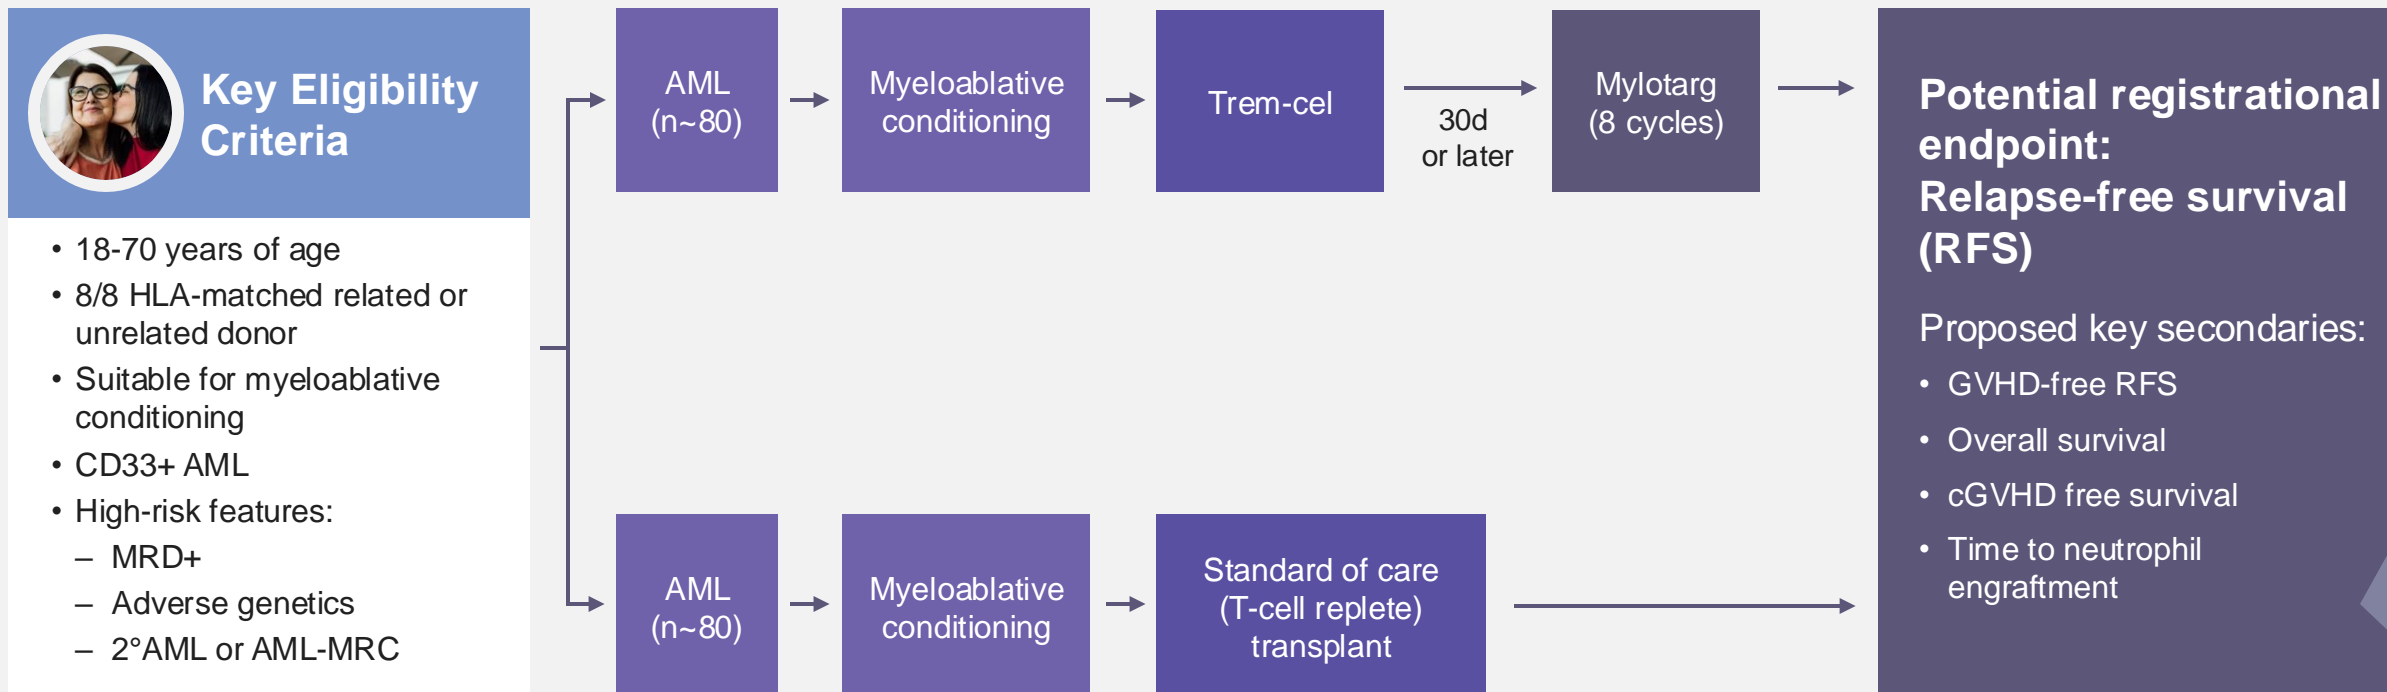 Key Eligibility
Criteria
• 18-70 years of age
• 8/8 HLA-matched related or
unrelated donor
• Suitable for myeloablative
conditioning
• CD33+ AML
• High-risk features:
– MRD+
– Adverse genetics
– 2°AML or AML-MRC
AML
(n~80)
Myeloablative
conditioning
Trem-cel
30d
or later
Mylotarg
(8 cycles)
AML
(n~80)
Myeloablative
conditioning
Standard of care
(T-cell replete)
transplant
Potential registrational
endpoint:
Relapse-free survival
(RFS)
Proposed key secondaries:
• GVHD-free RFS
• Overall survival
• cGVHD free survival
• Time to neutrophil
engraftment